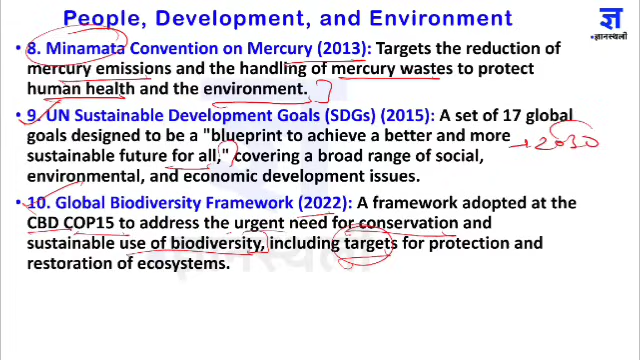 People, Development, and Environment
ज्ञ
ज्ञानस्थली
8. Minamata Convention on Mercury (2013): Targets the reduction of
mercury emissions and the handling of mercury wastes to protect
human health and the environment.
9. UN Sustainable Development Goals (SDGs) (2015): A set of 17 global
goals designed to be a "blueprint to achieve a better and more
sustainable future for all," covering a broad range of social,
environmental, and economic development issues.
→ 2030
10. Global Biodiversity Framework (2022): A framework adopted at the
CBD COP15 to address the urgent need for conservation and
sustainable use of biodiversity, including targets for protection and
restoration of ecosystems.
ज्ञानस्थली